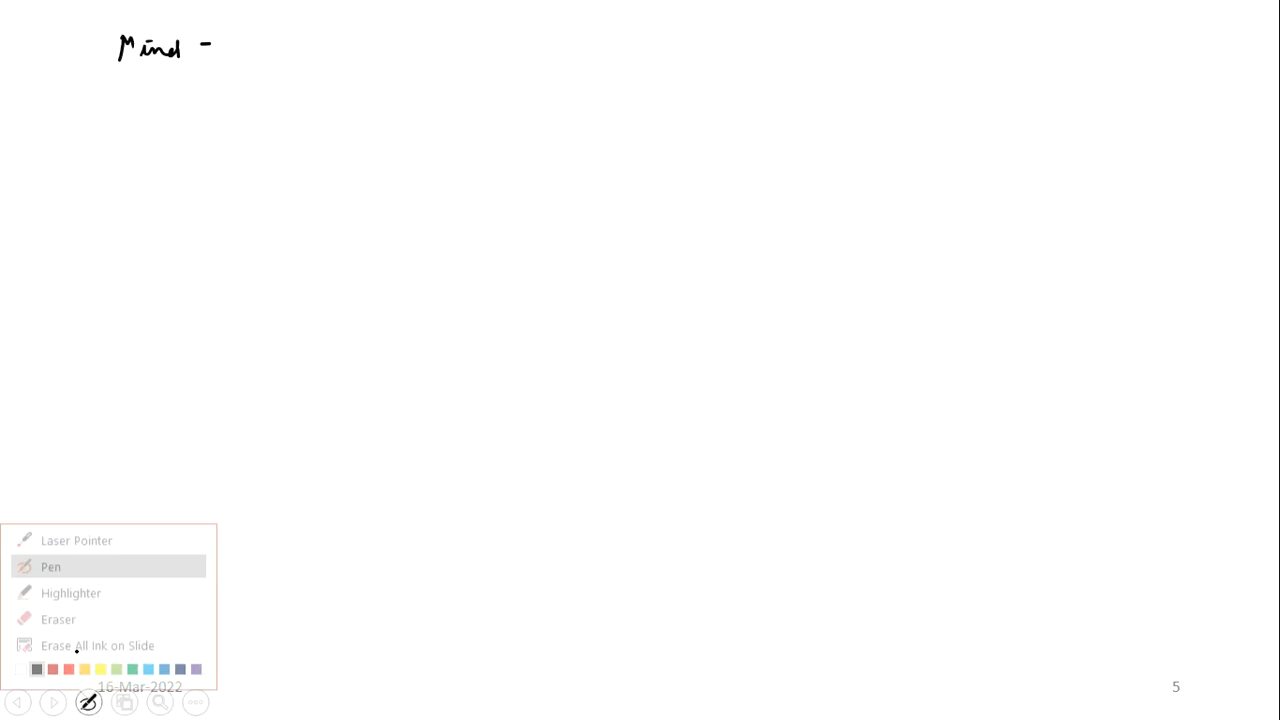 Mind -
Laser Pointer
Pen
Highlighter
Eraser
Erase All Ink on Slide
16-Mar-2022
5